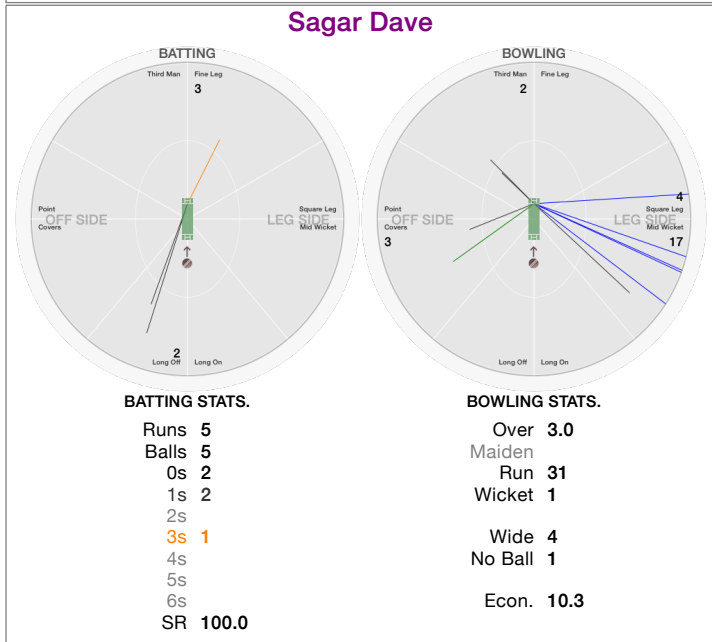 Sagar Dave
BATTING
Third Man Fine Leg
3
Point
OFF SIDE
Covers
Square Leg
LEG SIDE
Mid Wicket
2
Long Off Long On
BOWLING
Third Man Fine Leg
2
Point
OFF SIDE
Covers
3
4
Square Leg
LEG SIDE
Mid Wicket
17
Long Off Long On
BATTING STATS.
Runs 5
Balls 5
0s 2
1s 2
2s
3s 1
4s
5s
6s
SR 100.0
BOWLING STATS.
Over 3.0
Maiden
Run 31
Wicket 1
Wide 4
No Ball 1
Econ. 10.3